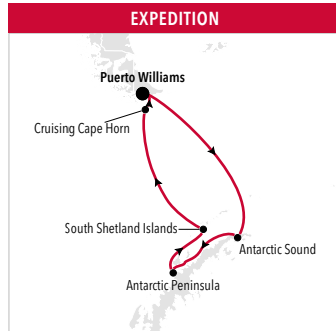 EXPEDITION
Puerto Williams
Cruising Cape Horn
South Shetland Islands
Antarctic Sound
Antarctic Peninsula